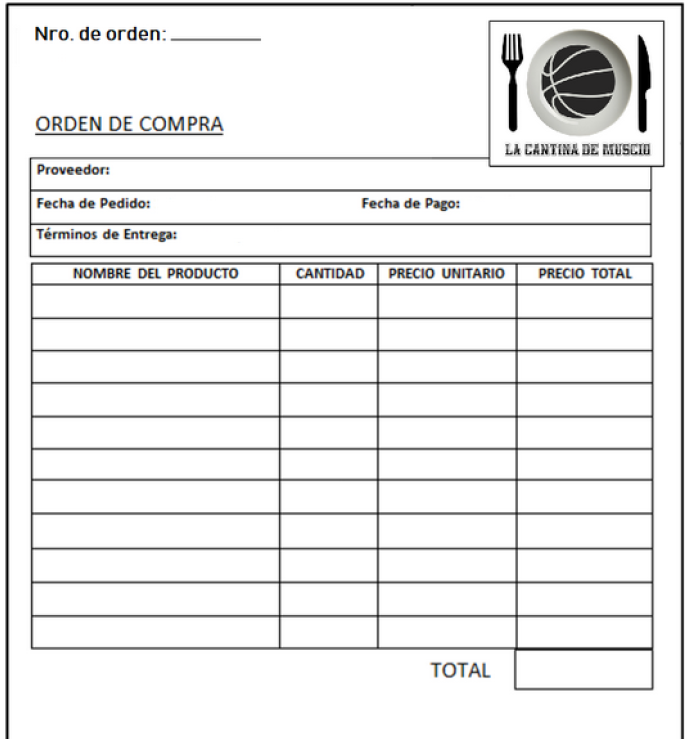 Nro. de orden: _________
LA CANTINA DE MUSCIO
ORDEN DE COMPRA
Proveedor:
Fecha de Pedido: Fecha de Pago:
Términos de Entrega:
NOMBRE DEL PRODUCTO CANTIDAD PRECIO UNITARIO PRECIO TOTAL
TOTAL